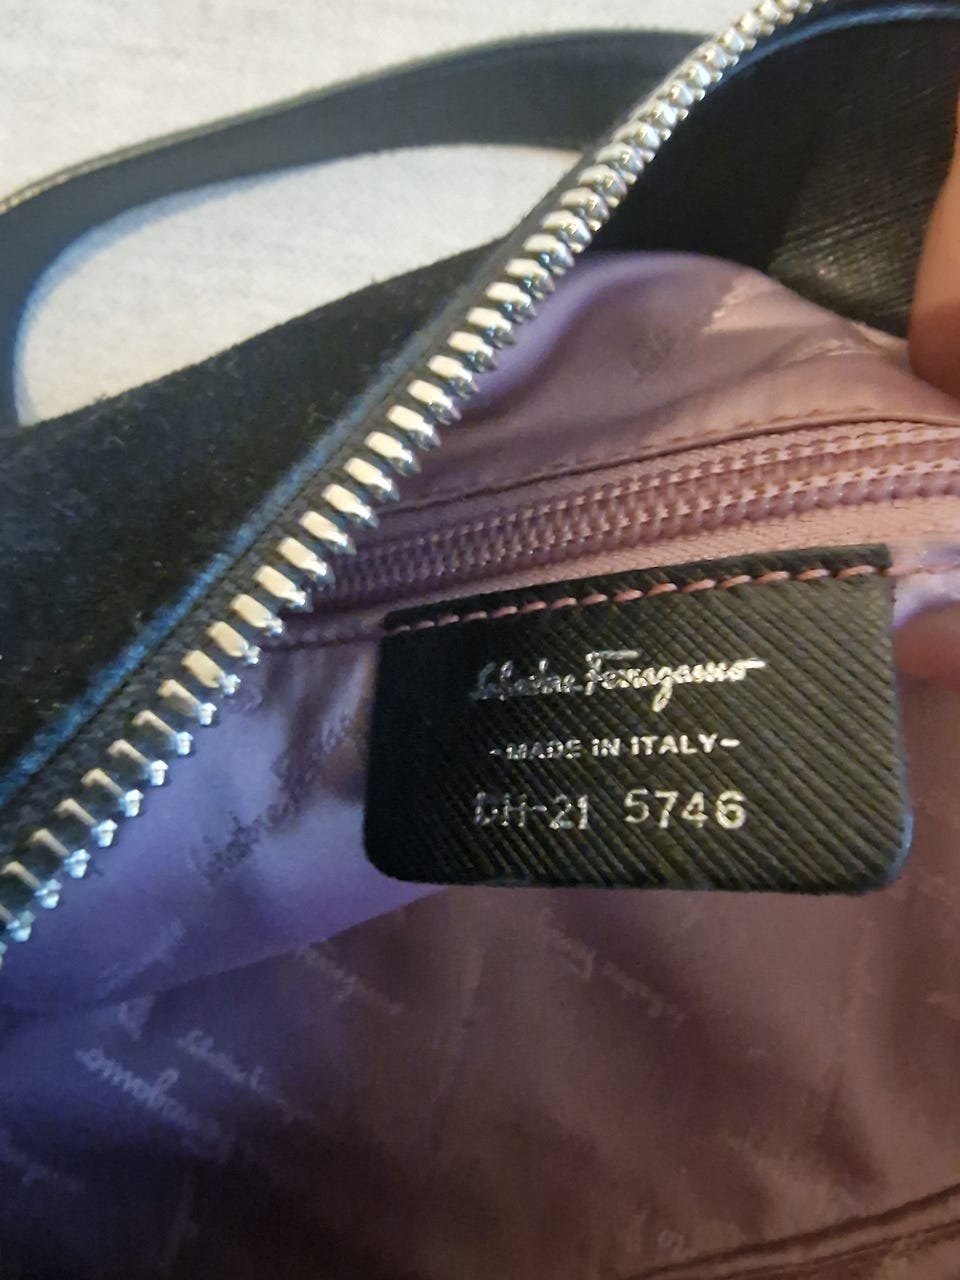 Salvatore Ferragamo
-MADE IN ITALY-
DH-21 5746